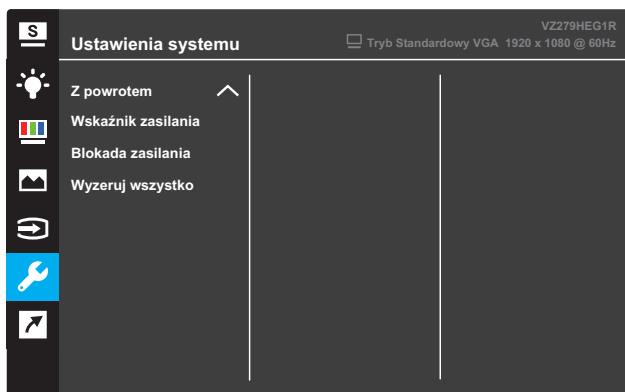 S
VZ279HEG1R
Ustawienia systemu
Tryb Standardowy VGA 1920 x 1080 @ 60Hz
Z powrotem
Wskaźnik zasilania
Blokada zasilania
Wyzeruj wszystko